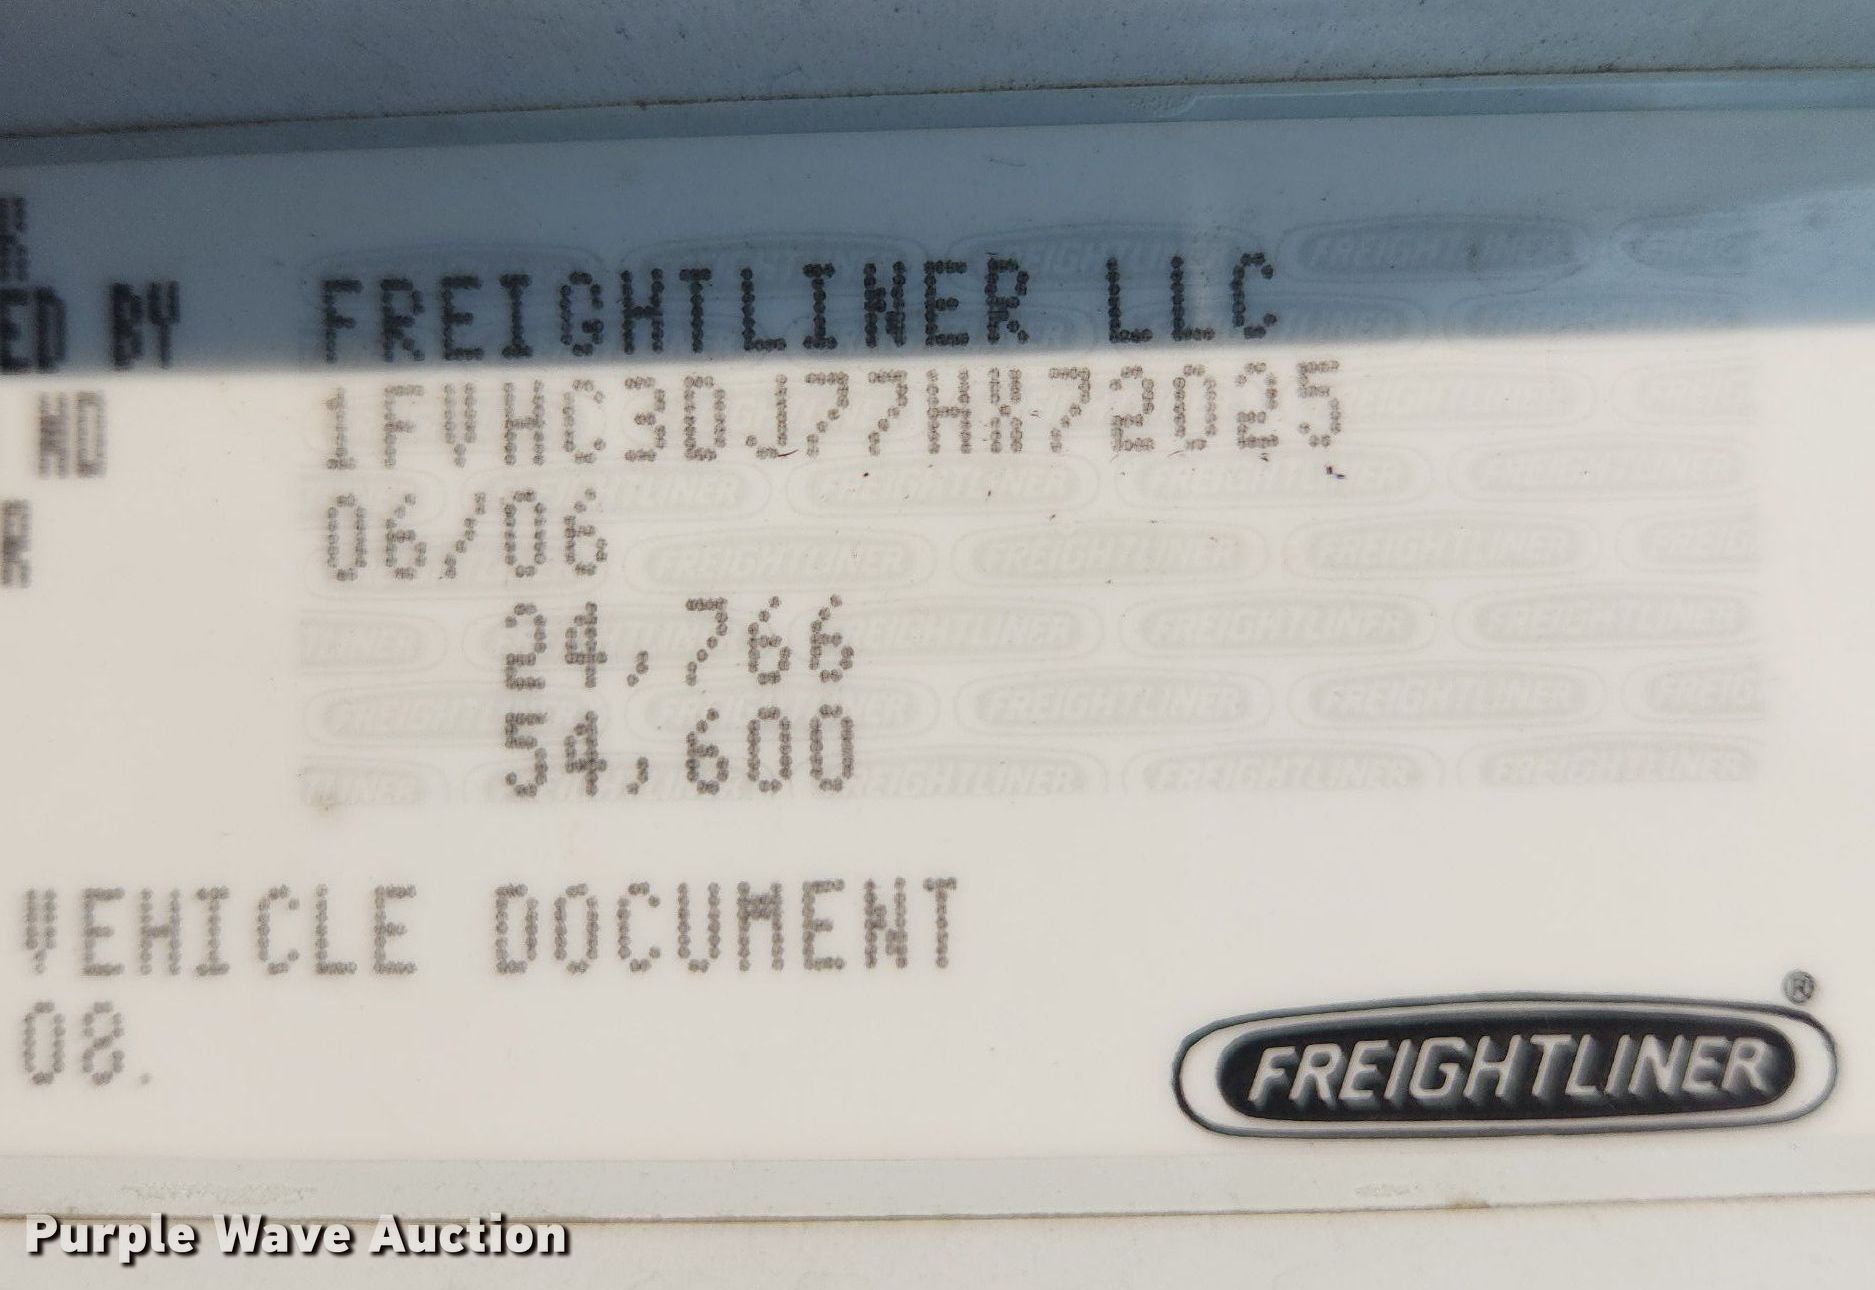 ED BY FREIGHTLINER LLC
NO 1FVHC3DJ77HX72025
R 06/06
24,766
54,600
VEHICLE DOCUMENT
08.
FREIGHTLINER®
Purple Wave Auction